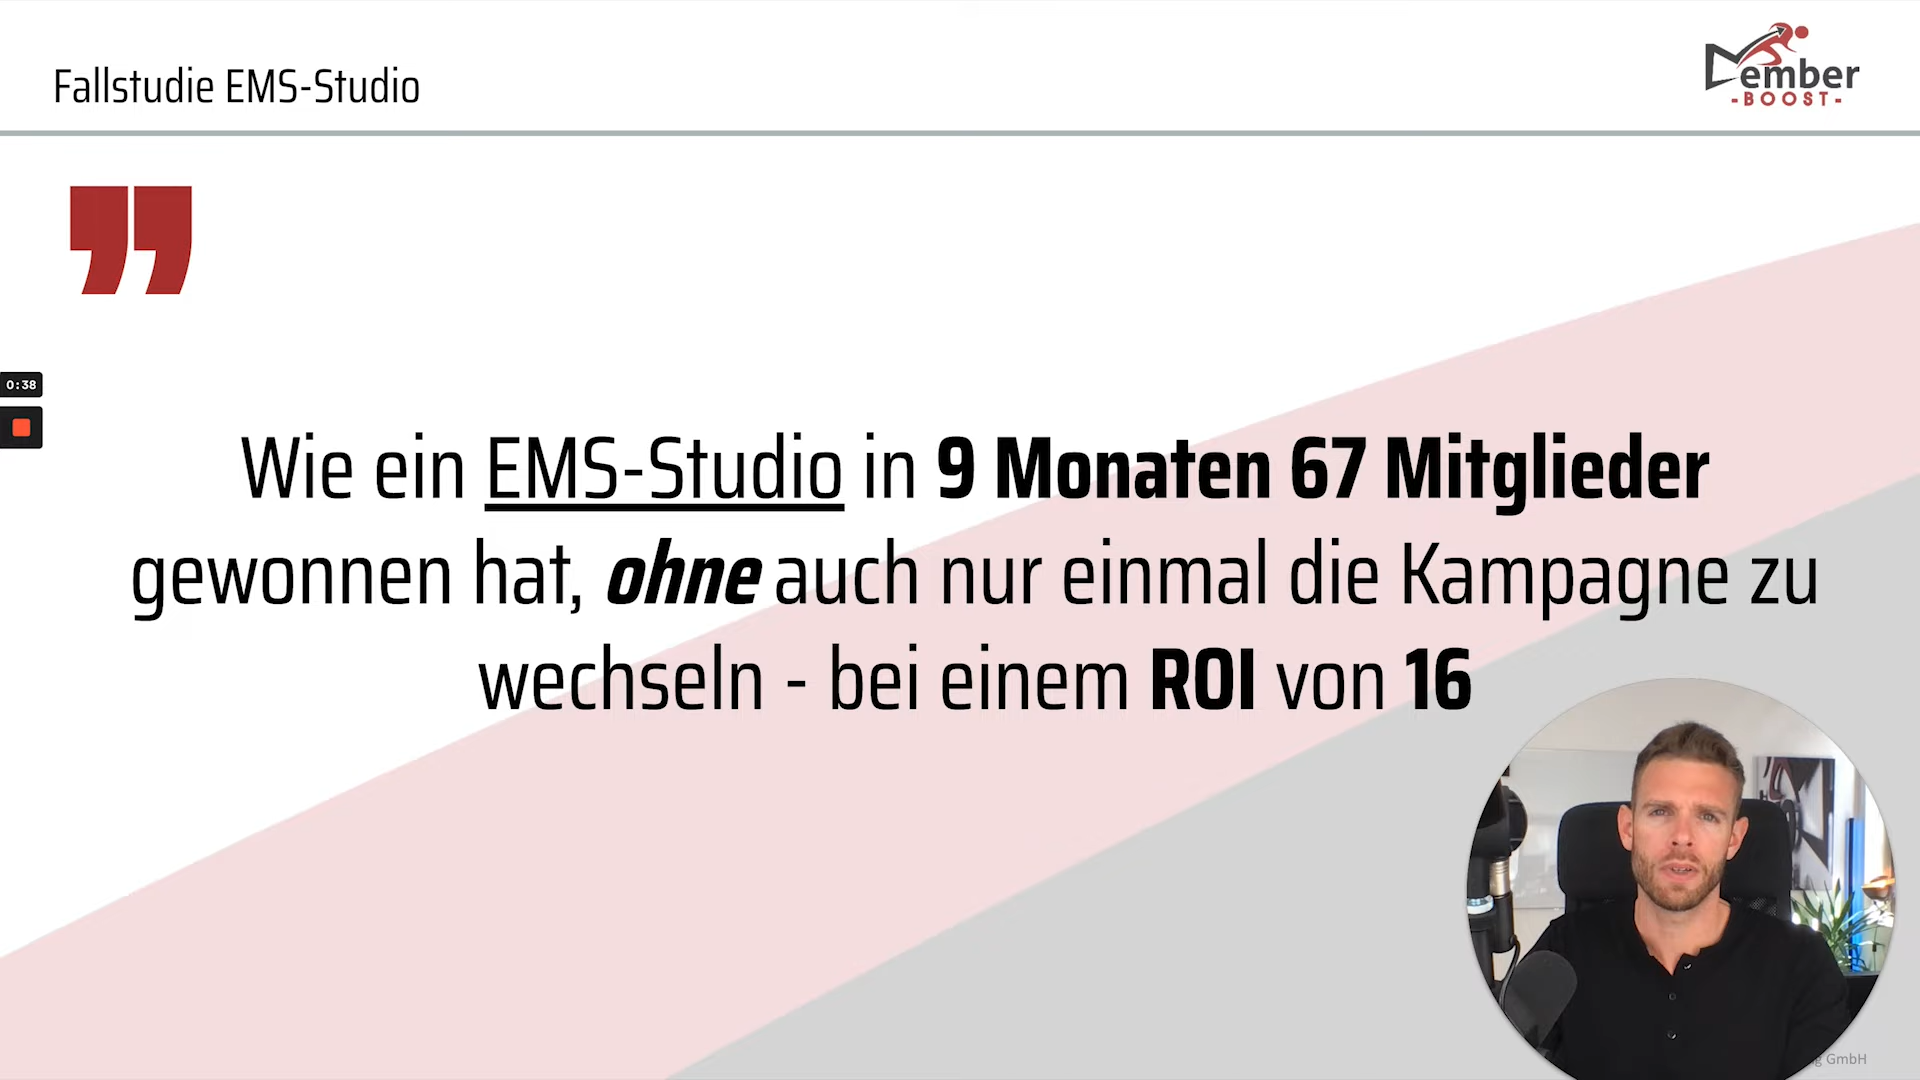 Fallstudie EMS-Studio
ember
-BOOST-
0:38
Wie ein EMS-Studio in 9 Monaten 67 Mitglieder
gewonnen hat, ohne auch nur einmal die Kampagne zu
wechseln - bei einem ROI von 16
GmbH